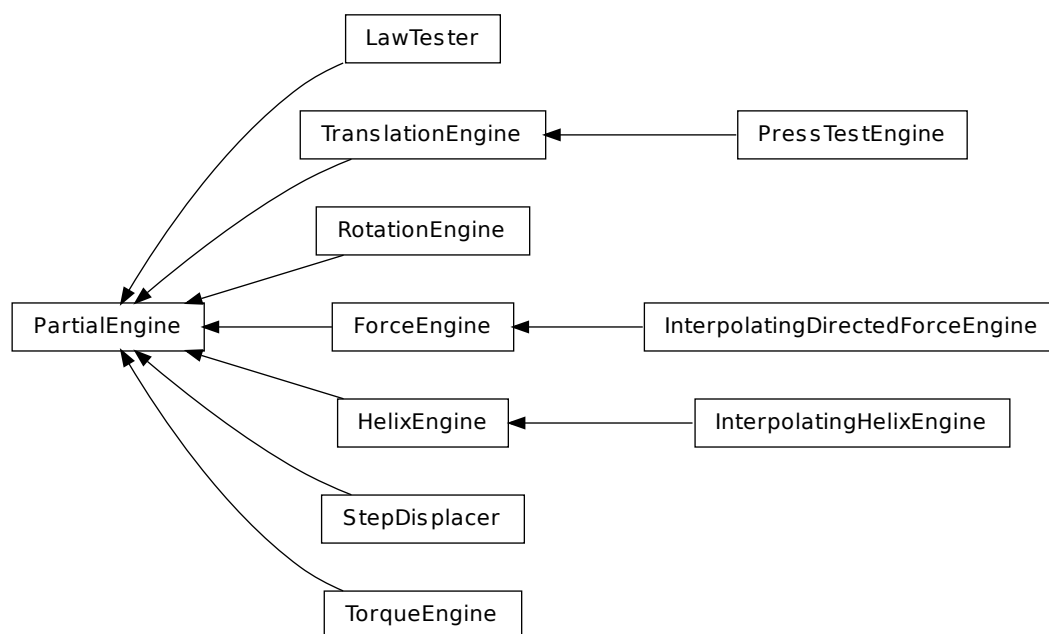 LawTester
TranslationEngine
PressTestEngine
RotationEngine
PartialEngine
ForceEngine
InterpolatingDirectedForceEngine
HelixEngine
InterpolatingHelixEngine
StepDisplacer
TorqueEngine